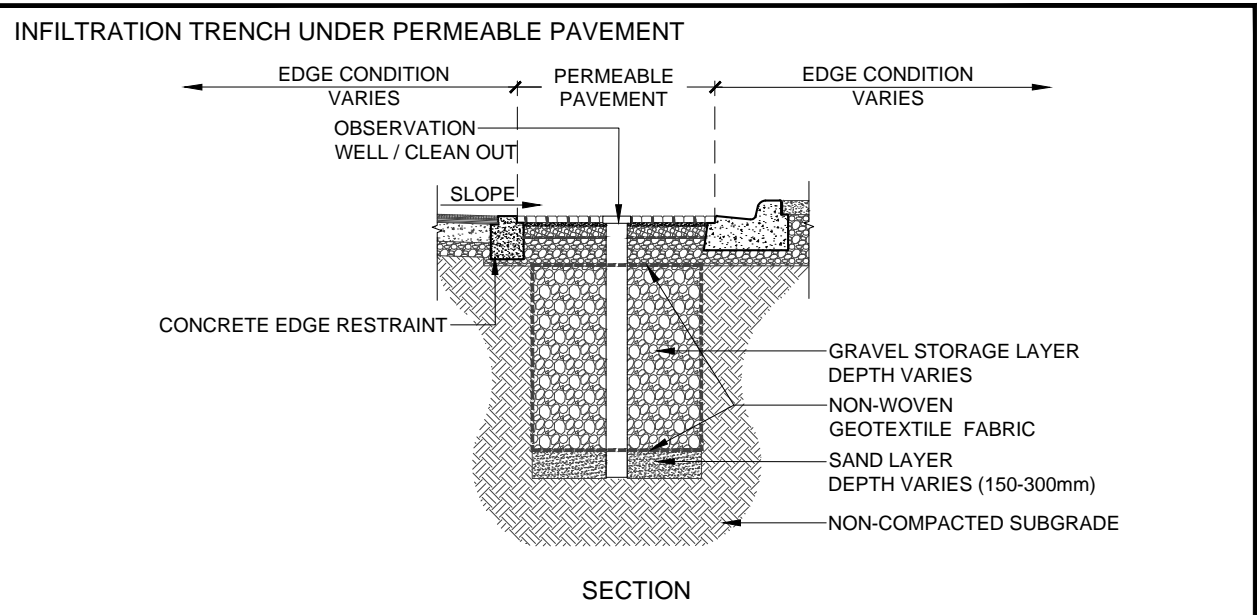 INFILTRATION TRENCH UNDER PERMEABLE PAVEMENT
EDGE CONDITION
VARIES
PERMEABLE
PAVEMENT
EDGE CONDITION
VARIES
OBSERVATION
WELL / CLEAN OUT
SLOPE
CONCRETE EDGE RESTRAINT
GRAVEL STORAGE LAYER
DEPTH VARIES
NON-WOVEN
GEOTEXTILE FABRIC
SAND LAYER
DEPTH VARIES (150-300mm)
NON-COMPACTED SUBGRADE
SECTION